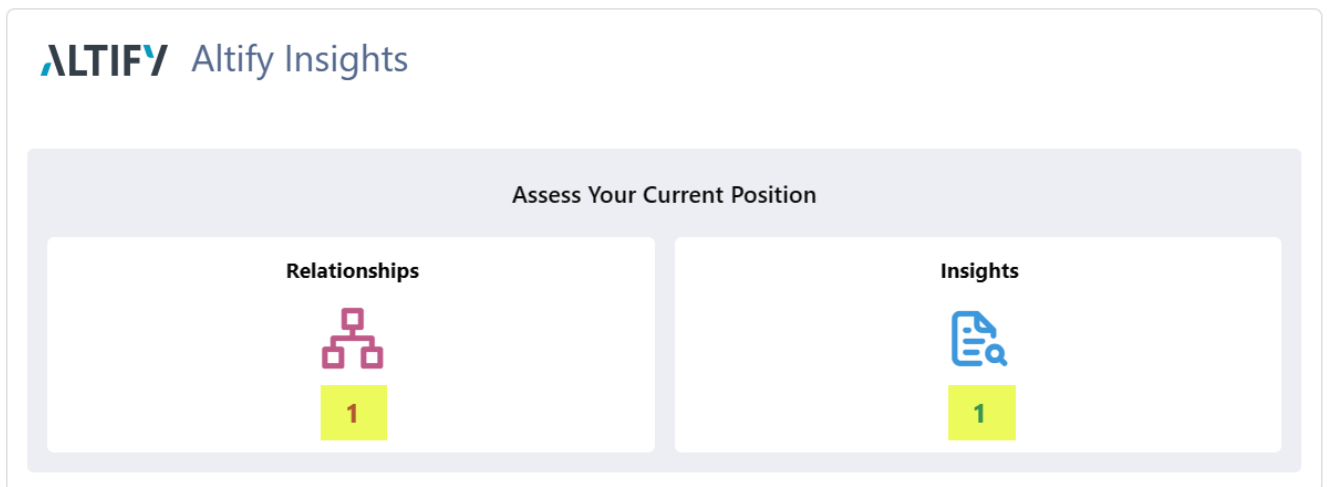 ALTIFY Altify Insights
Assess Your Current Position
Relationships
1
Insights
1